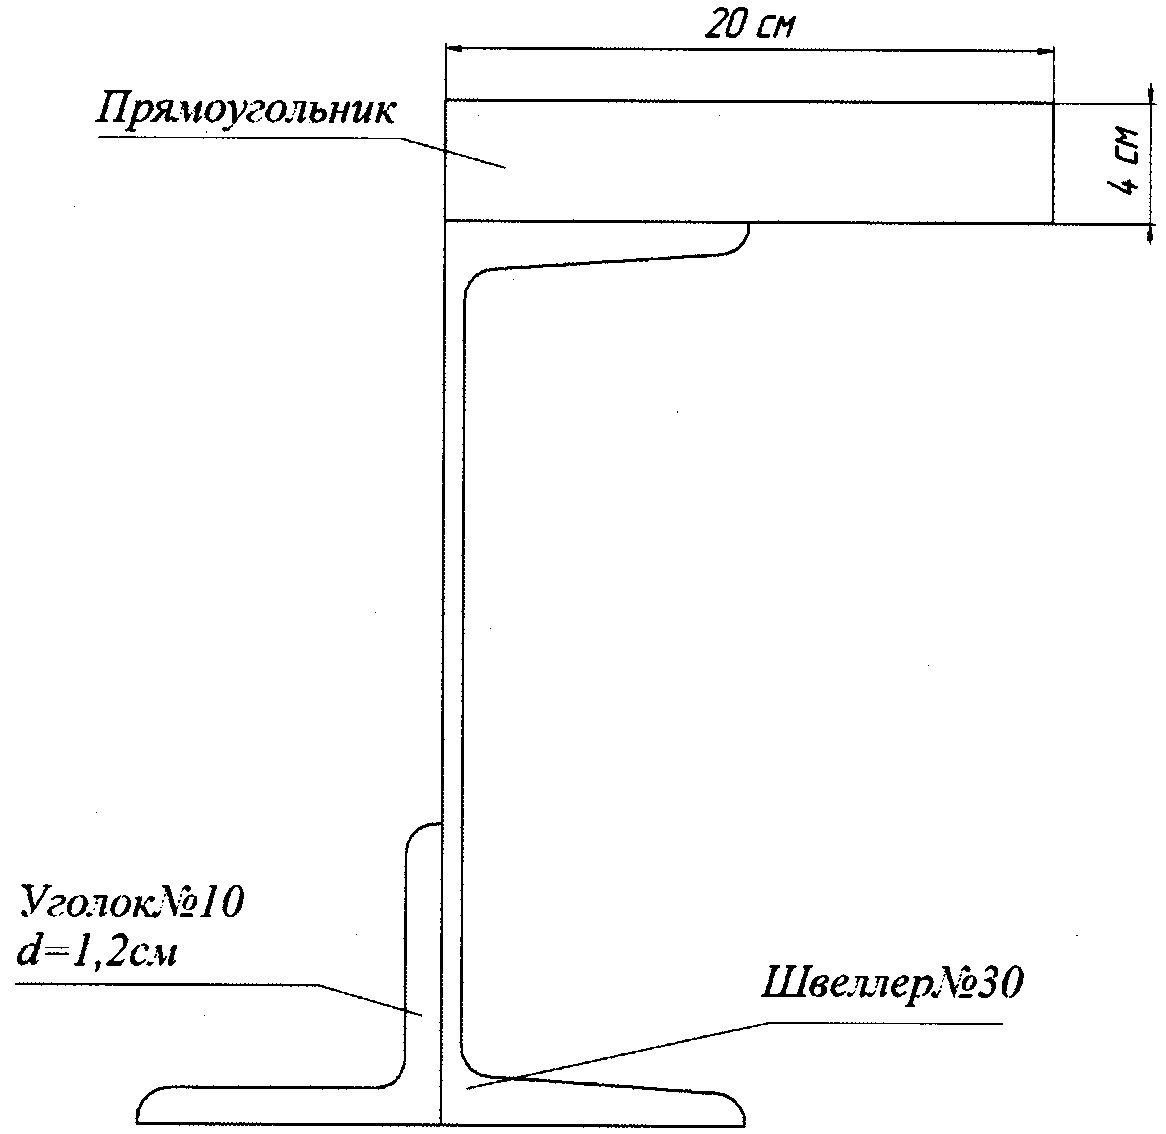 20 см
Прямоугольник
4 см
Уголок№10
d=1,2см
Швеллер№30